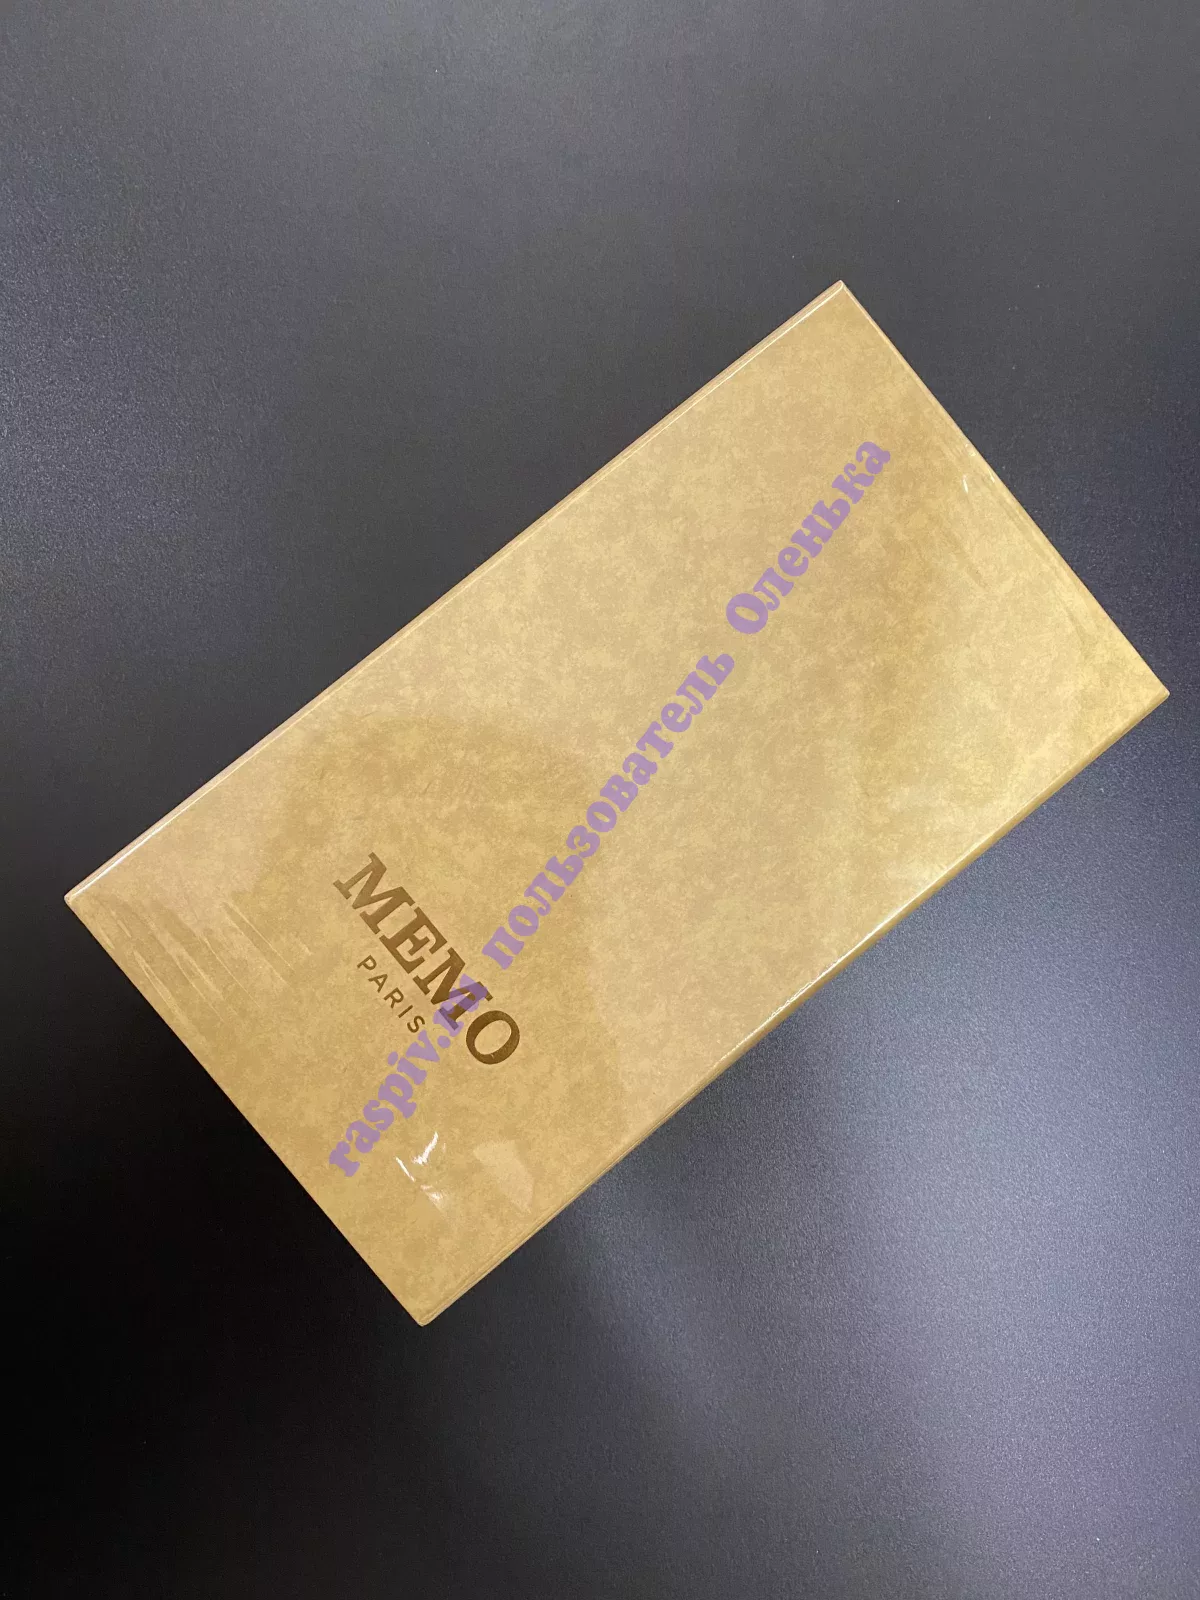 MEMO
PARIS
raspiv.ru пользователь Оленька